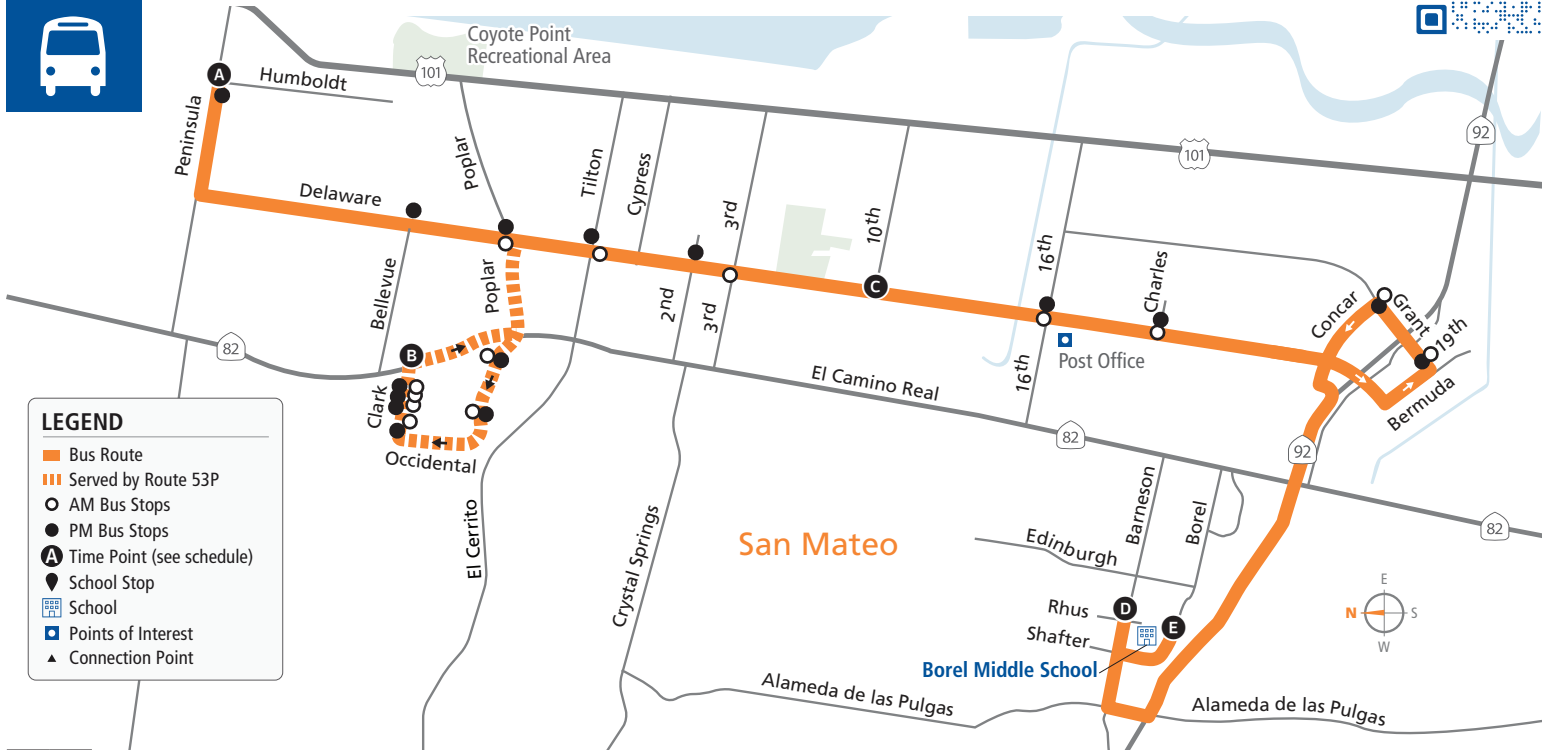 Coyote Point
Recreational Area
101
A
Humboldt
Peninsula
Poplar
Tilton
Cypress
3rd
10th
16th
101
92
Delaware
Bellevue
Poplar
2nd
3rd
C
16th
Charles
Post Office
Concar
Grant
19th
Bermuda
82
B
Clark
Occidental
El Camino Real
82
92
82
LEGEND
Bus Route
Served by Route 53P
AM Bus Stops
PM Bus Stops
A Time Point (see schedule)
School Stop
School
Points of Interest
Connection Point
El Cerrito
Crystal Springs
San Mateo
Barneson
Borel
Edinburgh
Rhus
D
E
Shafter
Borel Middle School
Alameda de las Pulgas
Alameda de las Pulgas
E
N
S
W